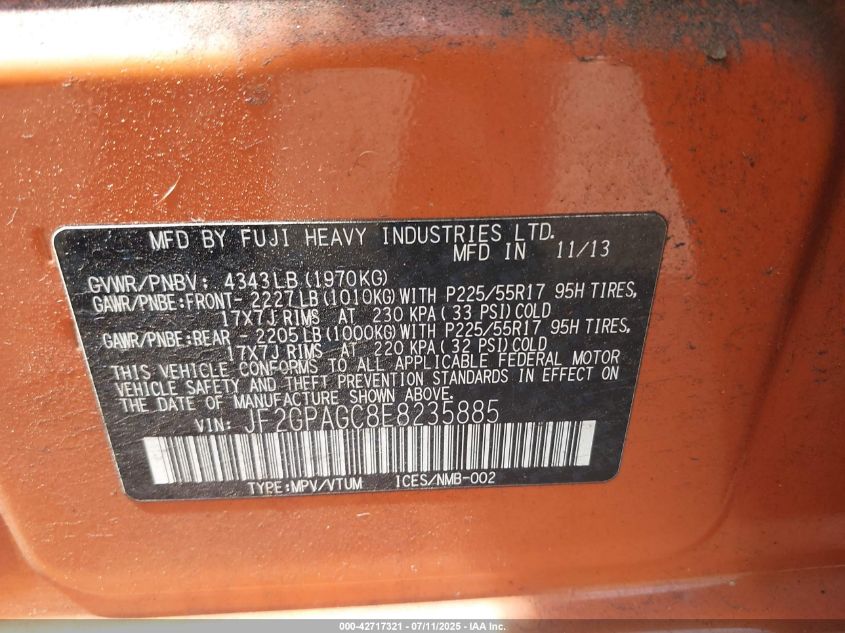 MFD BY FUJI HEAVY INDUSTRIES LTD.
MFD IN 11/13
GVWR/PNBV: 4343LB(1970KG)
GAWR/PNBE:FRONT- 2227LB(1010KG)WITH P225/55R17 95H TIRES,
17X7J RIMS AT 230 KPA(33 PSI)COLD
GAWR/PNBE:REAR - 2205LB(1000KG)WITH P225/55R17 95H TIRES,
17X7J RIMS AT 220 KPA(32 PSI)COLD
THIS VEHICLE CONFORMS TO ALL APPLICABLE FEDERAL MOTOR
VEHICLE SAFETY AND THEFT PREVENTION STANDARDS IN EFFECT ON
THE DATE OF MANUFACTURE SHOWN ABOVE.
VIN: JF2GPAGC8E8235885
TYPE:MPV/VTUM ICES/NMB-002
000-42717321 | 07/11/2025 - IAA Inc.